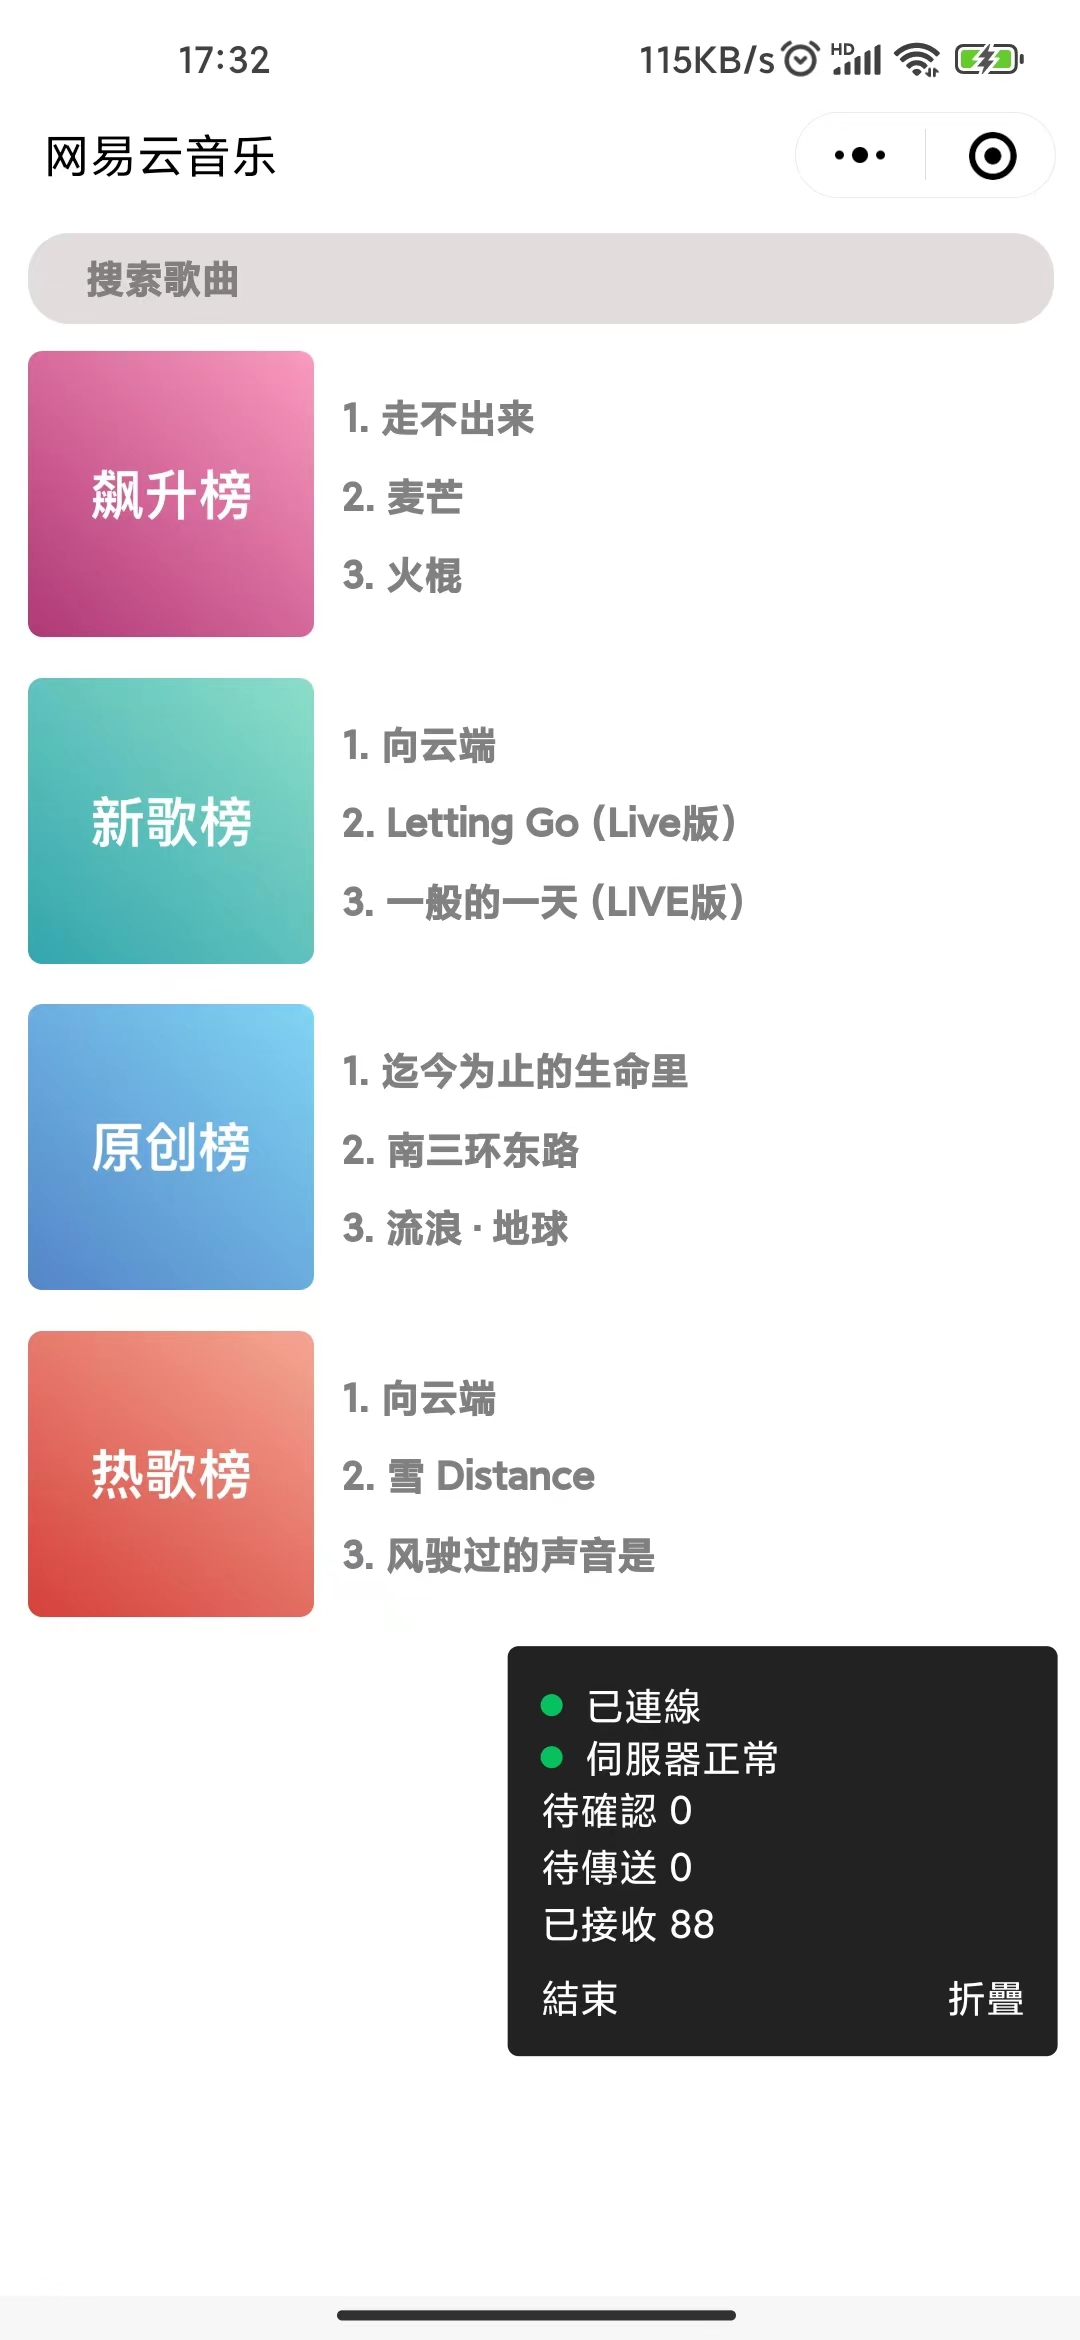 17:32
115KB/s HD
网易云音乐
搜索歌曲
飙升榜
1. 走不出来
2. 麦芒
3. 火棍
新歌榜
1. 向云端
2. Letting Go (Live版)
3. 一般的一天 (LIVE版)
原创榜
1. 迄今为止的生命里
2. 南三环东路
3. 流浪 · 地球
热歌榜
1. 向云端
2. 雪 Distance
3. 风驶过的声音是
已連線
伺服器正常
待確認 0
待傳送 0
已接收 88
結束
折疊